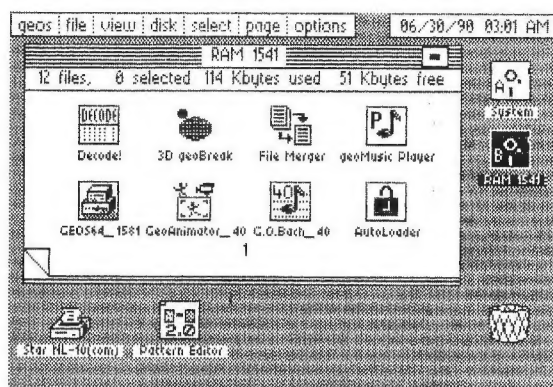 geos file view disk select page options 06/30/90 03:01 AM
RAM 1541
12 files, 0 selected 114 Kbytes used 51 Kbytes free
DECODE
Decode!
3D geoBreak
File Merger
P
geoMusic Player
A
System
B
RAM 1541
GEOS64_1581
GeoAnimator_40
40
G.O.Bach_40
AutoLoader
1
Star NL-10(com)
2.0
Pattern Editor